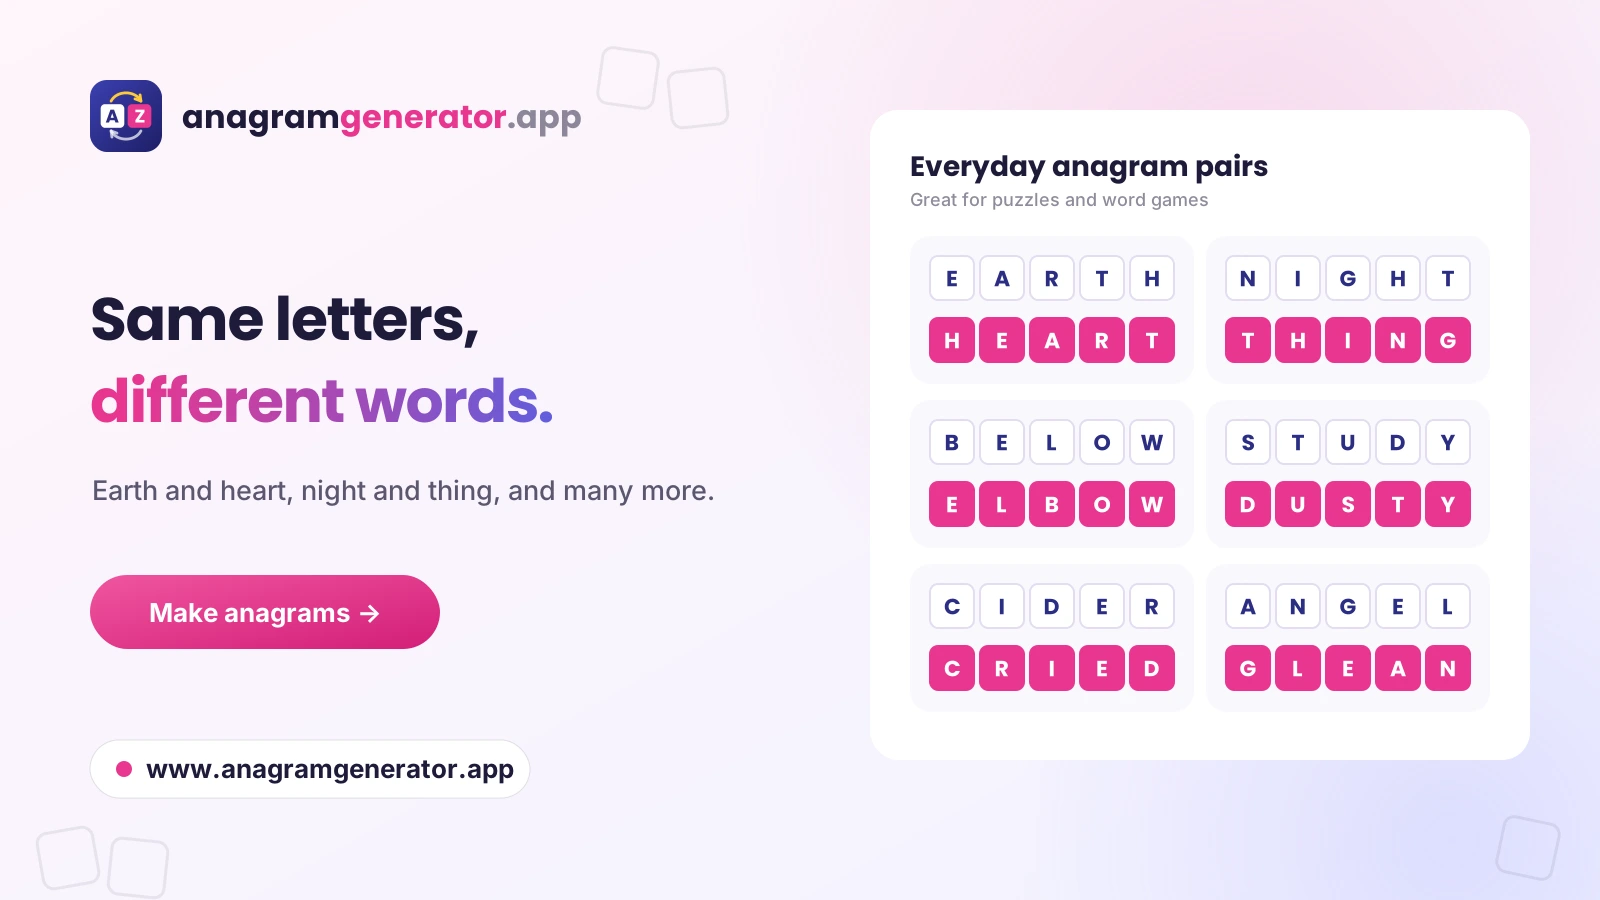 A Z
anagramgenerator.app
Same letters,
different words.
Earth and heart, night and thing, and many more.
Make anagrams →
www.anagramgenerator.app
Everyday anagram pairs
Great for puzzles and word games
E A R T H
H E A R T
N I G H T
T H I N G
B E L O W
E L B O W
S T U D Y
D U S T Y
C I D E R
C R I E D
A N G E L
G L E A N